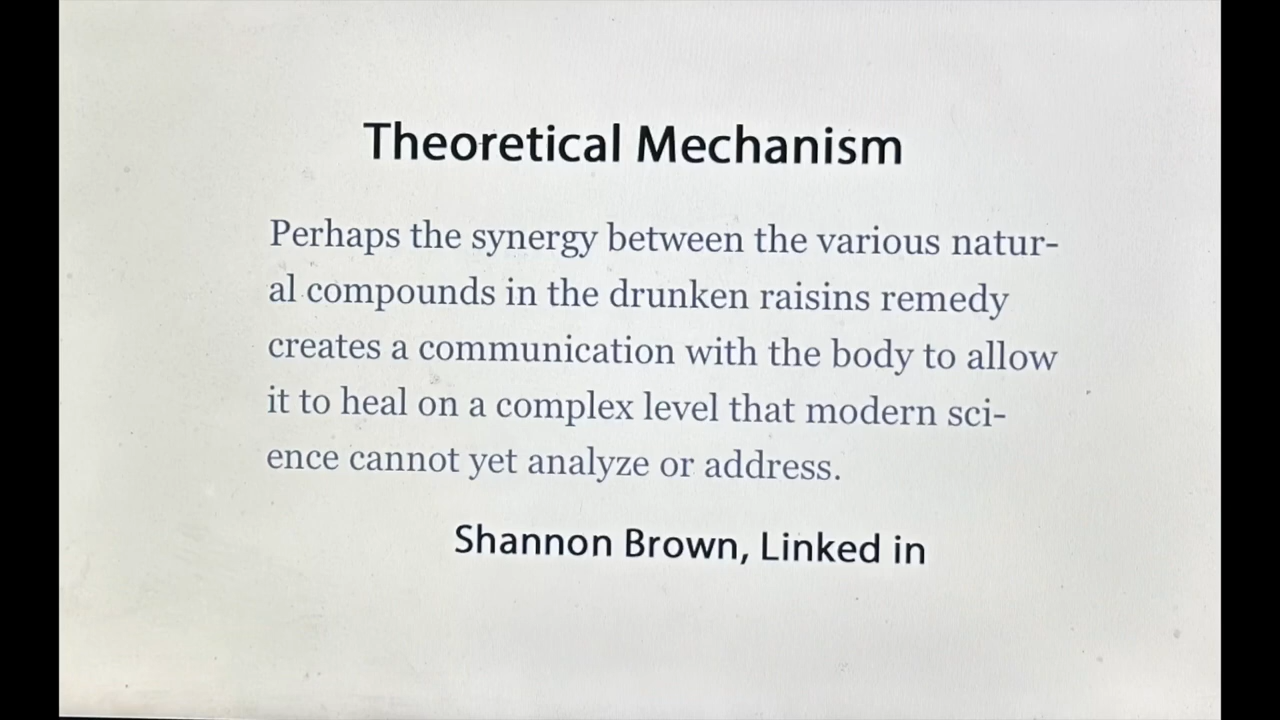 Theoretical Mechanism
Perhaps the synergy between the various natur-
al compounds in the drunken raisins remedy
creates a communication with the body to allow
it to heal on a complex level that modern sci-
ence cannot yet analyze or address.
Shannon Brown, Linked in